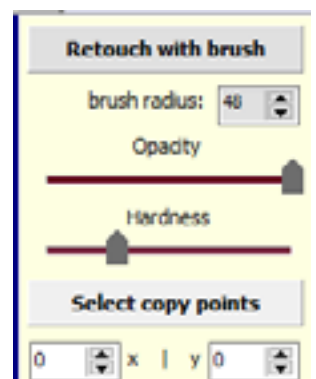 Retouch with brush
brush radius: 48
Opacity
Hardness
Select copy points
0 x | y 0